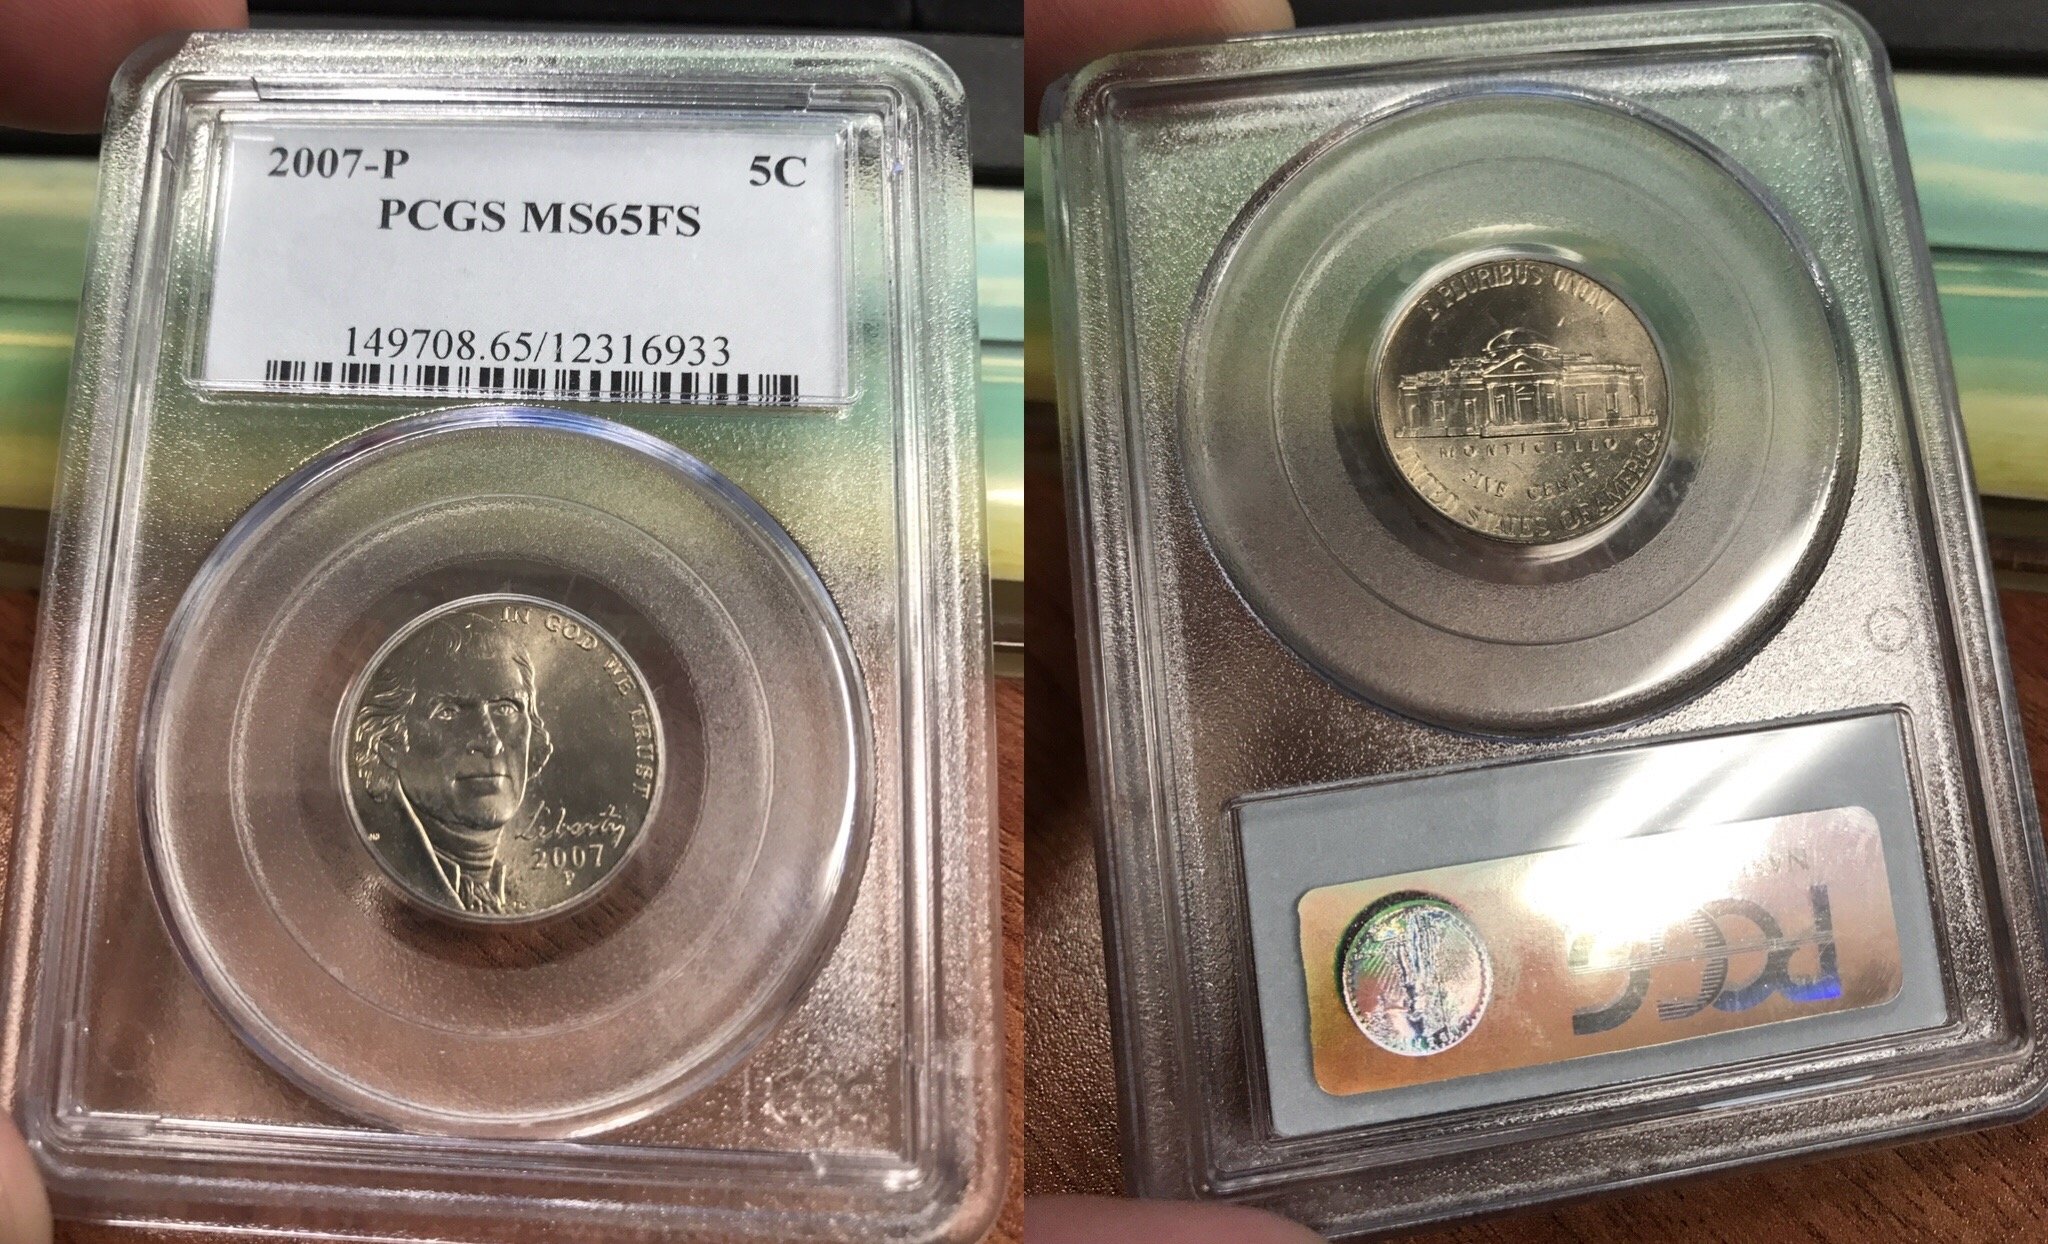 2007-P 5C
PCGS MS65FS
149708.65/12316933
IN GOD WE TRUST
Liberty
2007
P
E PLURIBUS UNUM
MONTICELLO
FIVE CENTS
UNITED STATES OF AMERICA
PCGS